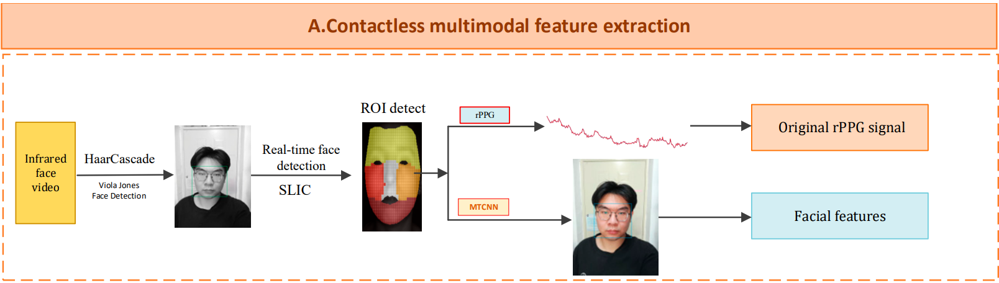 A.Contactless multimodal feature extraction
Infrared
face
video
HaarCascade
Viola Jones
Face Detection
Real-time face
detection
SLIC
ROI detect
rPPG
MTCNN
Original rPPG signal
Facial features